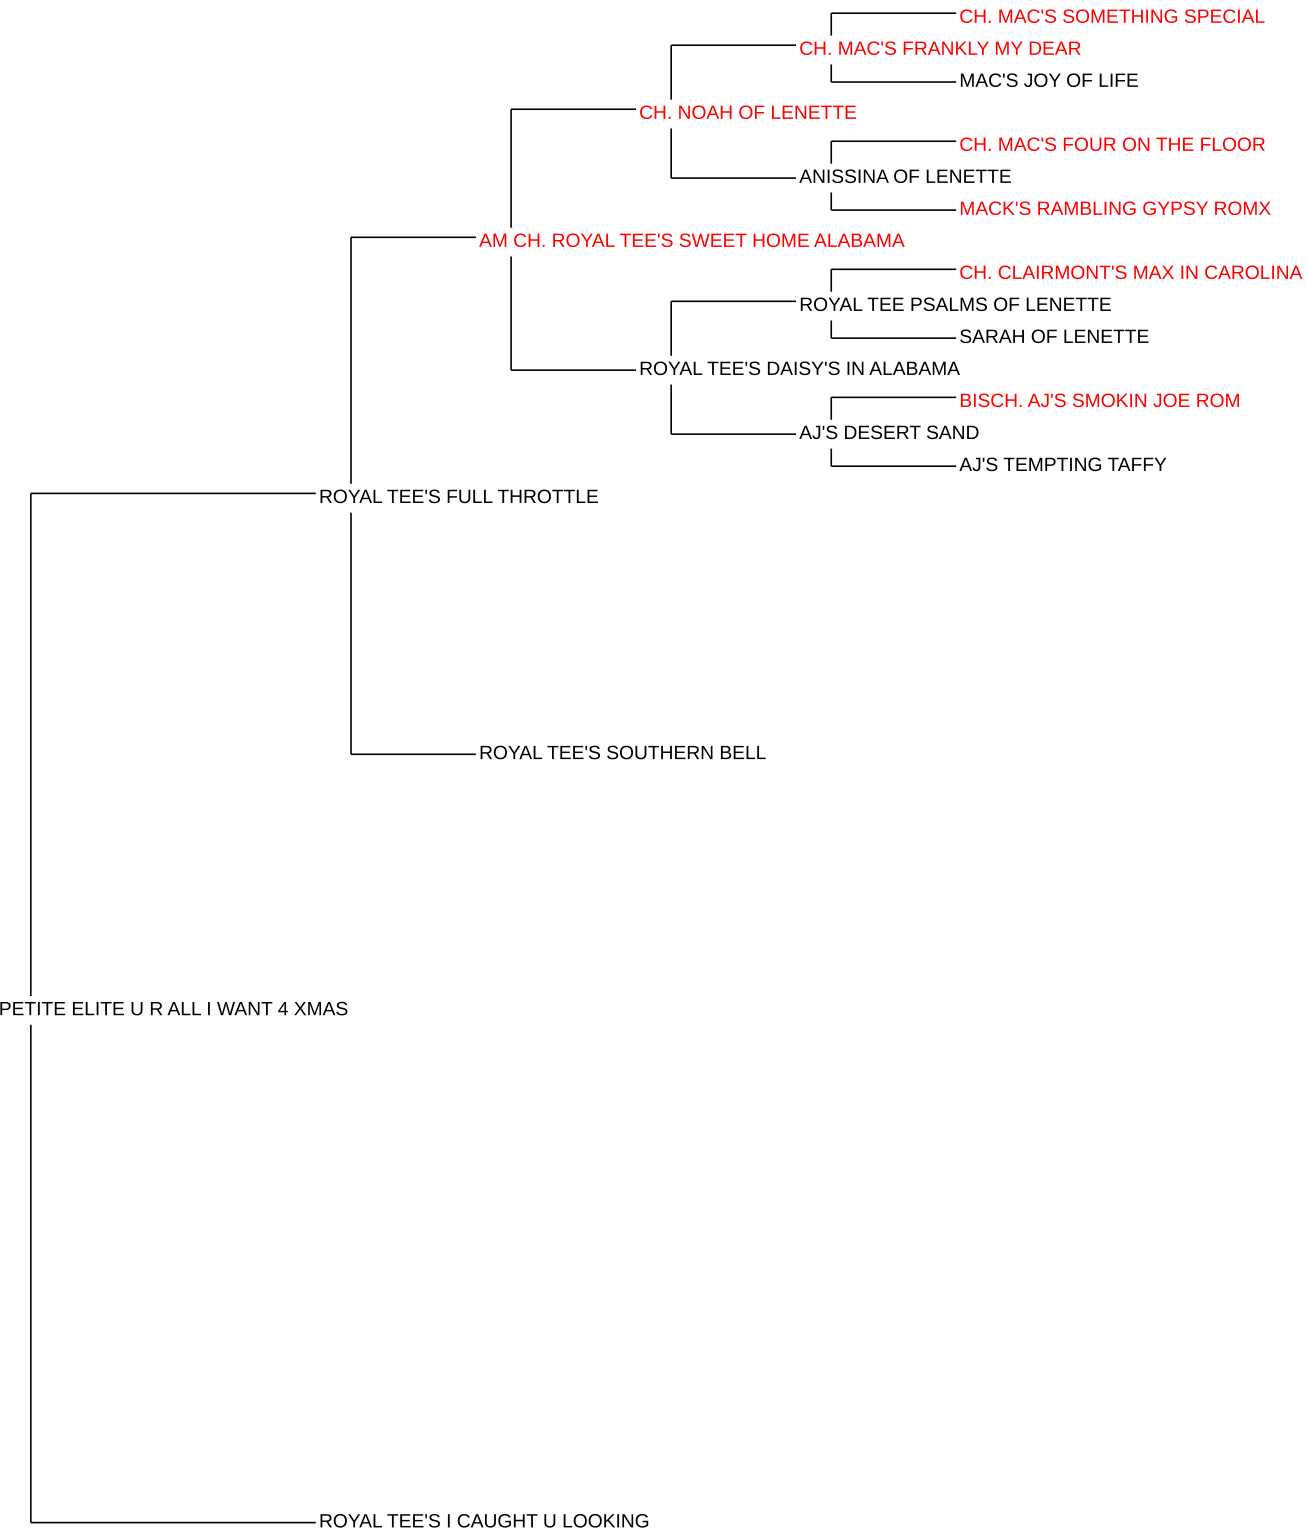 CH. MAC'S SOMETHING SPECIAL
CH. MAC'S FRANKLY MY DEAR
MAC'S JOY OF LIFE
CH. NOAH OF LENETTE
CH. MAC'S FOUR ON THE FLOOR
ANISSINA OF LENETTE
MACK'S RAMBLING GYPSY ROMX
AM CH. ROYAL TEE'S SWEET HOME ALABAMA
CH. CLAIRMONT'S MAX IN CAROLINA
ROYAL TEE PSALMS OF LENETTE
SARAH OF LENETTE
ROYAL TEE'S DAISY'S IN ALABAMA
BISCH. AJ'S SMOKIN JOE ROM
AJ'S DESERT SAND
AJ'S TEMPTING TAFFY
ROYAL TEE'S FULL THROTTLE
ROYAL TEE'S SOUTHERN BELL
PETITE ELITE U R ALL I WANT 4 XMAS
ROYAL TEE'S I CAUGHT U LOOKING